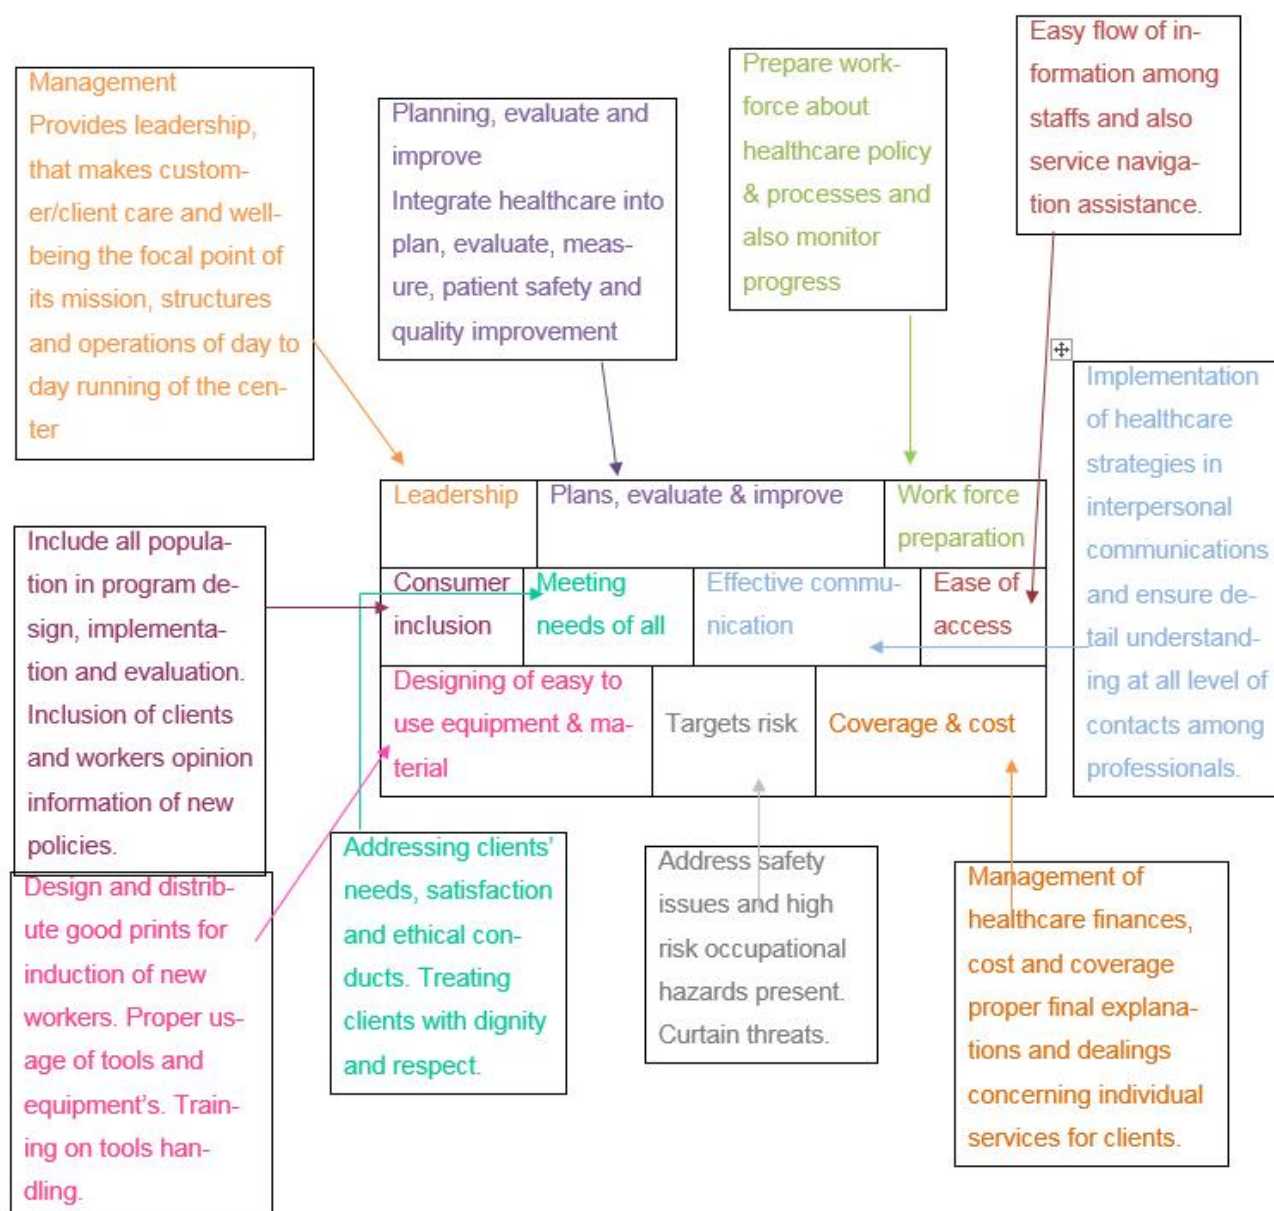 Management
Provides leadership,
that makes custom-
er/client care and well-
being the focal point of
its mission, structures
and operations of day to
day running of the cen-
ter
Planning, evaluate and
improve
Integrate healthcare into
plan, evaluate, meas-
ure, patient safety and
quality improvement
Prepare work-
force about
healthcare policy
& processes and
also monitor
progress
Easy flow of in-
formation among
staffs and also
service naviga-
tion assistance.
Implementation
of healthcare
strategies in
interpersonal
communications
and ensure de-
tail understand-
ing at all level of
contacts among
professionals.
Leadership
Plans, evaluate & improve
Work force
preparation
Consumer
inclusion
Meeting
needs of all
Effective commu-
nication
Ease of
access
Designing of easy to
use equipment & ma-
terial
Targets risk
Coverage & cost
Include all popula-
tion in program de-
sign, implementa-
tion and evaluation.
Inclusion of clients
and workers opinion
information of new
policies.
Design and distrib-
ute good prints for
induction of new
workers. Proper us-
age of tools and
equipment's. Train-
ing on tools han-
dling.
Addressing clients'
needs, satisfaction
and ethical con-
ducts. Treating
clients with dignity
and respect.
Address safety
issues and high
risk occupational
hazards present.
Curtain threats.
Management of
healthcare finances,
cost and coverage
proper final explana-
tions and dealings
concerning individual
services for clients.